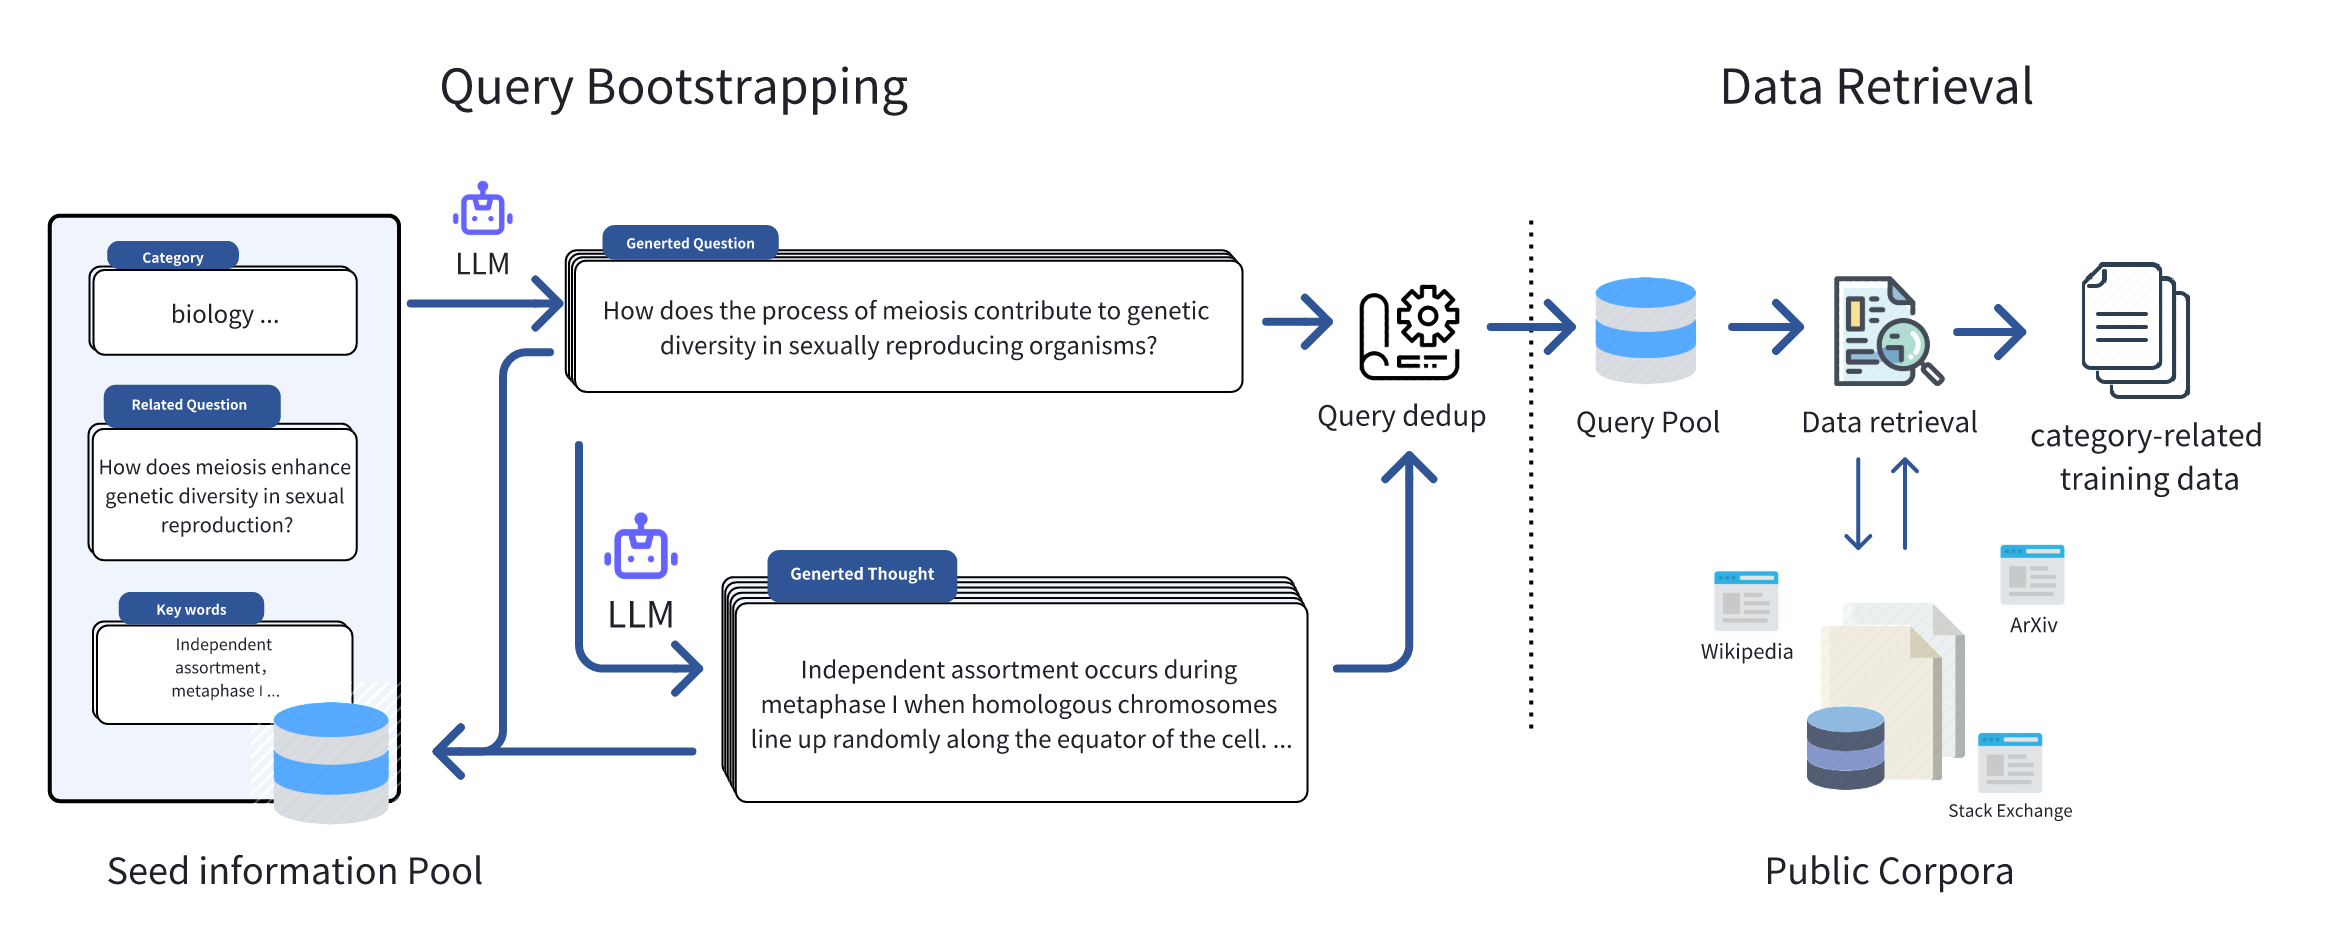 Query Bootstrapping
Data Retrieval
Category
biology ...
Related Question
How does meiosis enhance
genetic diversity in sexual
reproduction?
Key words
Independent
assortment,
metaphase I ...
Seed information Pool
LLM
Generted Question
How does the process of meiosis contribute to genetic
diversity in sexually reproducing organisms?
LLM
Generted Thought
Independent assortment occurs during
metaphase I when homologous chromosomes
line up randomly along the equator of the cell. ...
Query dedup
Query Pool
Data retrieval
category-related
training data
Wikipedia
ArXiv
Stack Exchange
Public Corpora